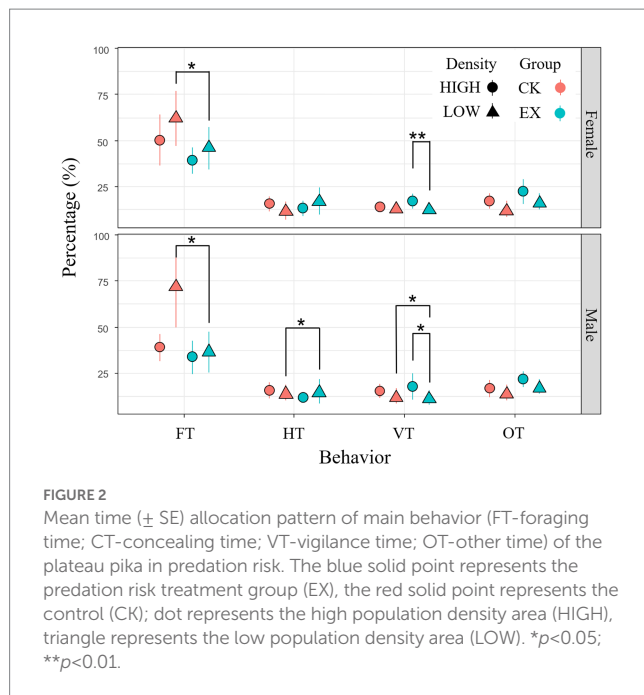 100
75
50
25
100
75
50
25
Percentage (%)
Density
HIGH
LOW
Group
CK
EX
*
**
Female
*
*
*
*
Male
FT
HT
VT
OT
Behavior
FIGURE 2
Mean time (± SE) allocation pattern of main behavior (FT-foraging
time; CT-concealing time; VT-vigilance time; OT-other time) of the
plateau pika in predation risk. The blue solid point represents the
predation risk treatment group (EX), the red solid point represents the
control (CK); dot represents the high population density area (HIGH),
triangle represents the low population density area (LOW). *p<0.05;
**p<0.01.